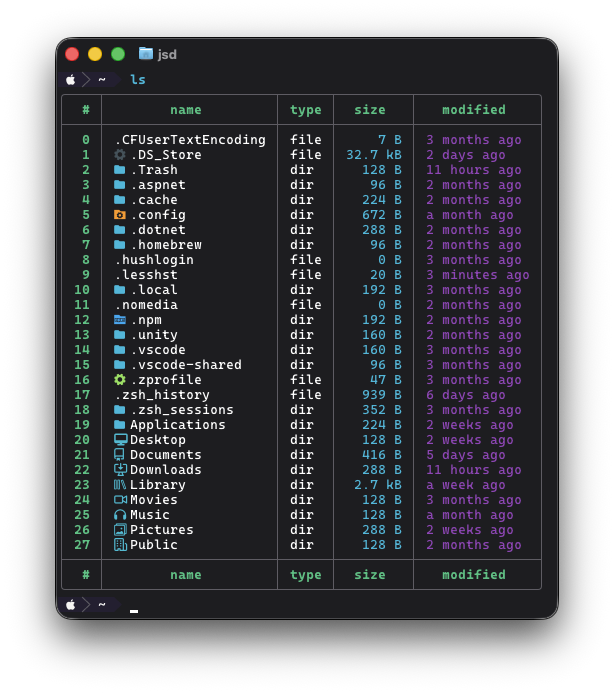 jsd
~ ls
# name type size modified
0 .CFUserTextEncoding file 7 B 3 months ago
1 .DS_Store file 32.7 kB 2 days ago
2 .Trash dir 128 B 11 hours ago
3 .aspnet dir 96 B 2 months ago
4 .cache dir 224 B 2 months ago
5 .config dir 672 B a month ago
6 .dotnet dir 288 B 2 months ago
7 .homebrew dir 96 B 2 months ago
8 .hushlogin file 0 B 3 months ago
9 .lesshst file 20 B 3 minutes ago
10 .local dir 192 B 3 months ago
11 .nomedia file 0 B 2 months ago
12 .npm dir 192 B 2 months ago
13 .unity dir 160 B 2 months ago
14 .vscode dir 160 B 3 months ago
15 .vscode-shared dir 96 B 3 months ago
16 .zprofile file 47 B 3 months ago
17 .zsh_history file 939 B 6 days ago
18 .zsh_sessions dir 352 B 3 months ago
19 Applications dir 224 B 2 weeks ago
20 Desktop dir 128 B 2 weeks ago
21 Documents dir 416 B 5 days ago
22 Downloads dir 288 B 11 hours ago
23 Library dir 2.7 kB a week ago
24 Movies dir 128 B 3 months ago
25 Music dir 128 B a month ago
26 Pictures dir 288 B 2 weeks ago
27 Public dir 128 B 2 months ago
# name type size modified
~ _